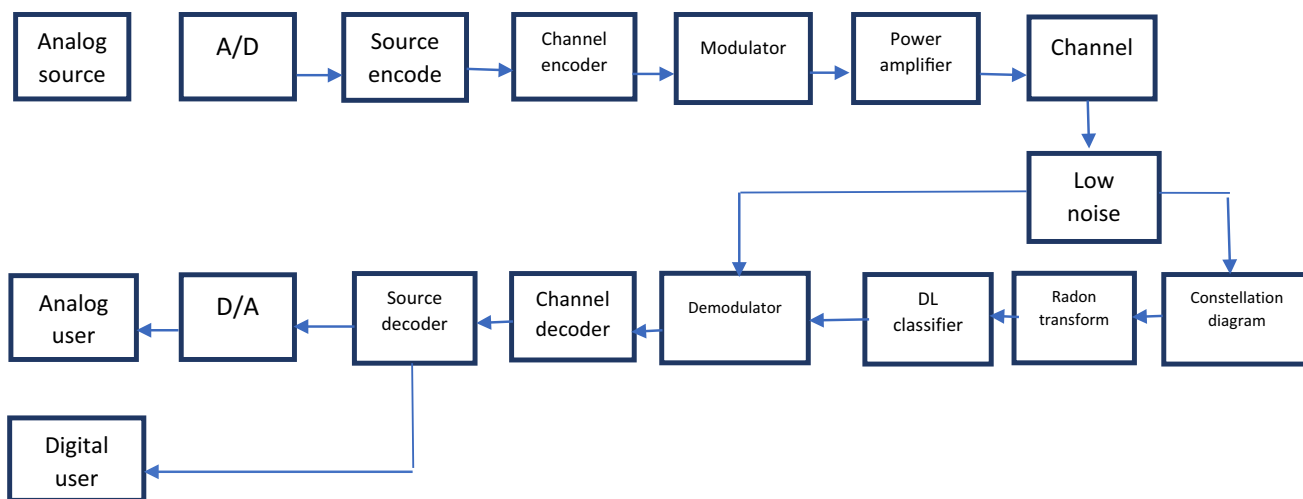 Analog
source
A/D
Source
encode
Channel
encoder
Modulator
Power
amplifier
Channel
Low
noise
Analog
user
D/A
Source
decoder
Channel
decoder
Demodulator
DL
classifier
Radon
transform
Constellation
diagram
Digital
user